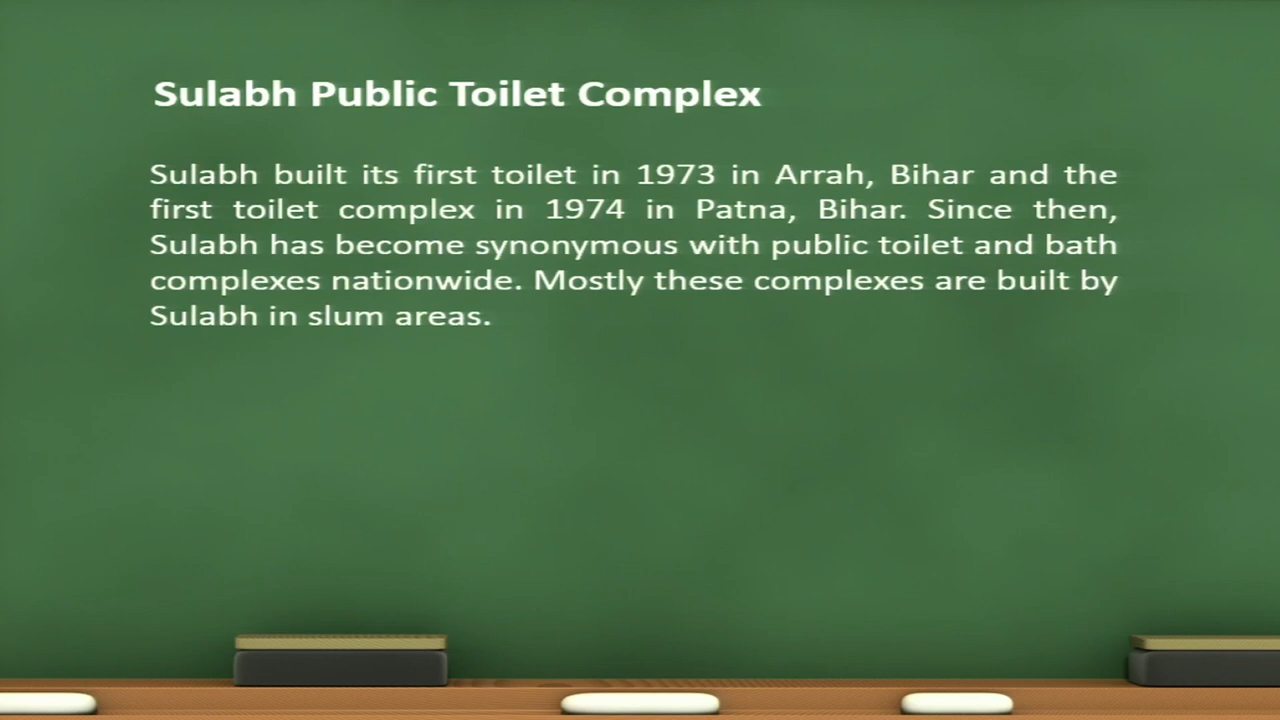 Sulabh Public Toilet Complex
Sulabh built its first toilet in 1973 in Arrah, Bihar and the
first toilet complex in 1974 in Patna, Bihar. Since then,
Sulabh has become synonymous with public toilet and bath
complexes nationwide. Mostly these complexes are built by
Sulabh in slum areas.